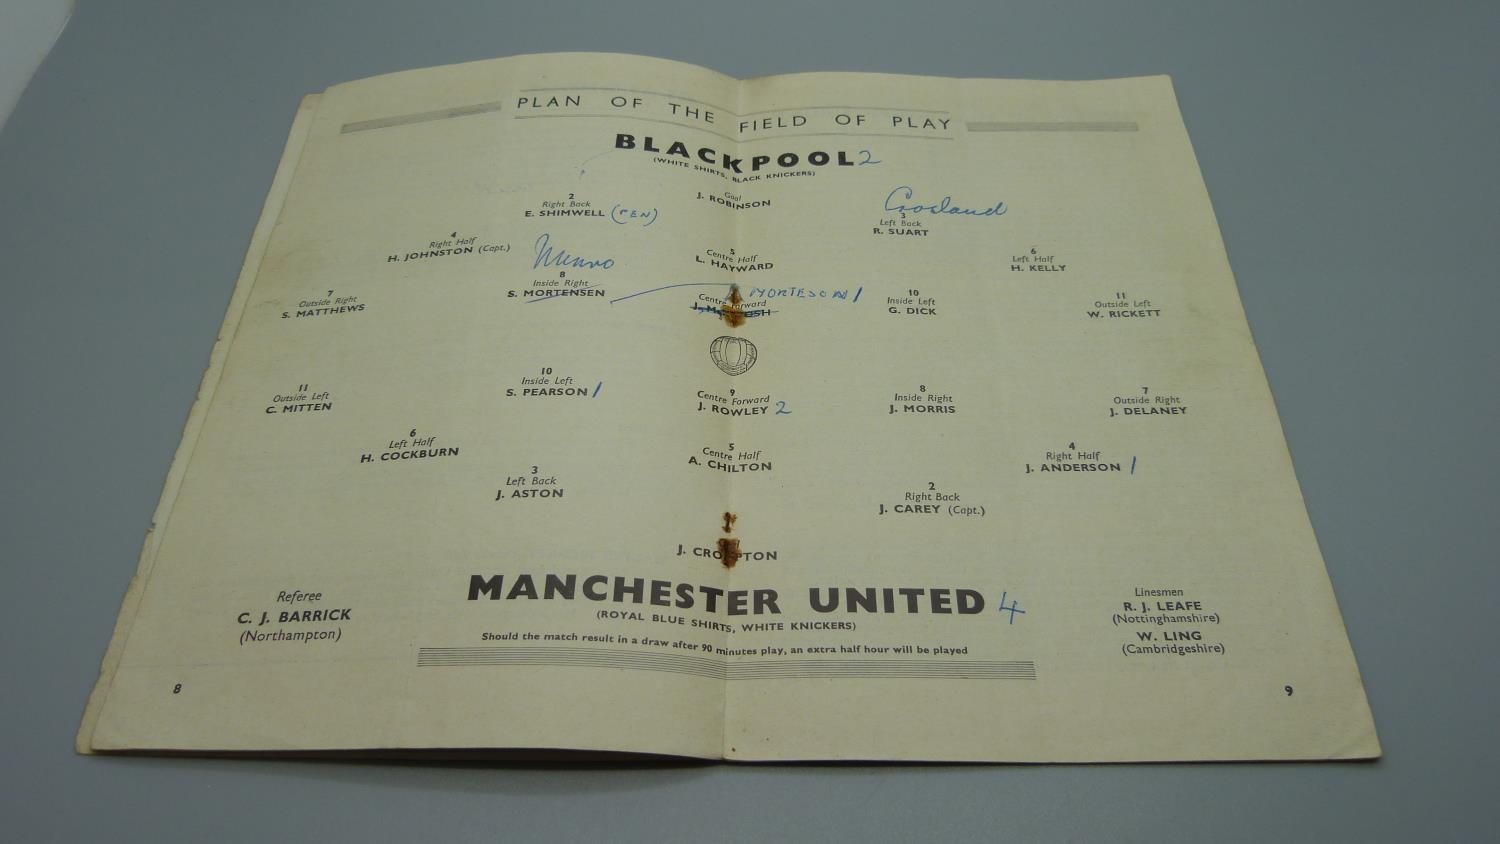 PLAN OF THE FIELD OF PLAY
BLACKPOOL 2
(WHITE SHIRTS, BLACK KNICKERS)
Goal
J. ROBINSON
2
Right Back
E. SHIMWELL (PEN)
Crosland
3
Left Back
R. SUART
4
Right Half
H. JOHNSTON (Capt.)
5
Centre Half
L. HAYWARD
6
Left Half
H. KELLY
7
Outside Right
S. MATTHEWS
Munro
8
Inside Right
S. MORTENSEN
MORTESON 1
Centre Forward
10
Inside Left
G. DICK
11
Outside Left
W. RICKETT
11
Outside Left
C. MITTEN
10
Inside Left
S. PEARSON 1
9
Centre Forward
J. ROWLEY 2
8
Inside Right
J. MORRIS
7
Outside Right
J. DELANEY
6
Left Half
H. COCKBURN
5
Centre Half
A. CHILTON
4
Right Half
J. ANDERSON 1
3
Left Back
J. ASTON
2
Right Back
J. CAREY (Capt.)
J. CROMPTON
MANCHESTER UNITED 4
(ROYAL BLUE SHIRTS, WHITE KNICKERS)
Should the match result in a draw after 90 minutes play, an extra half hour will be played
Referee
C. J. BARRICK
(Northampton)
Linesmen
R. J. LEAFE
(Nottinghamshire)
W. LING
(Cambridgeshire)
8
9